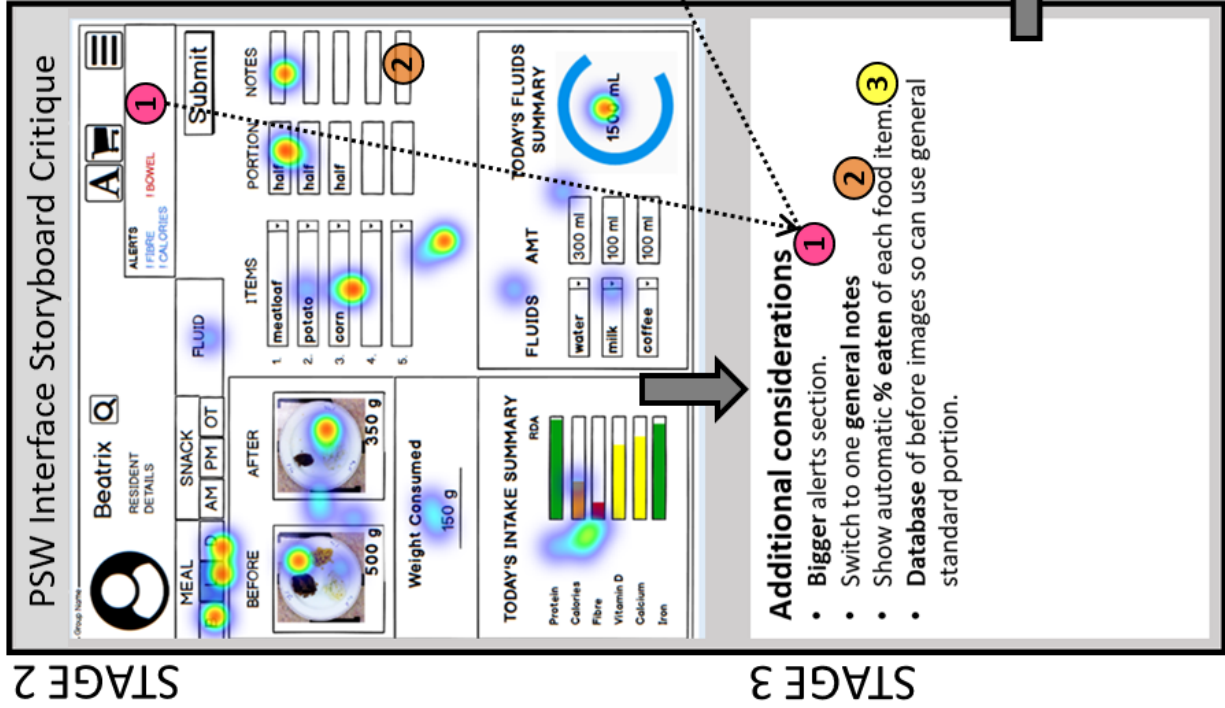 STAGE 2
PSW Interface Storyboard Critique
Group Name
Beatrix
RESIDENT
DETAILS
A
ALERTS
! FIBRE
! CALORIES
! BOWEL
1
MEAL
SNACK
FLUID
AM PM OT
Submit
BEFORE
AFTER
500 g
350 g
Weight Consumed
150 g
ITEMS
PORTION
NOTES
1. meatloaf half
2. potato half
3. corn half
4.
5.
2
TODAY'S INTAKE SUMMARY
RDA
Protein
Calories
Fibre
Vitamin D
Calcium
Iron
FLUIDS
AMT
water 300 ml
milk 100 ml
coffee 100 ml
TODAY'S FLUIDS
SUMMARY
1500 mL
STAGE 3
Additional considerations
• Bigger alerts section. 1
• Switch to one general notes 2
• Show automatic % eaten of each food item. 3
• Database of before images so can use general
standard portion.